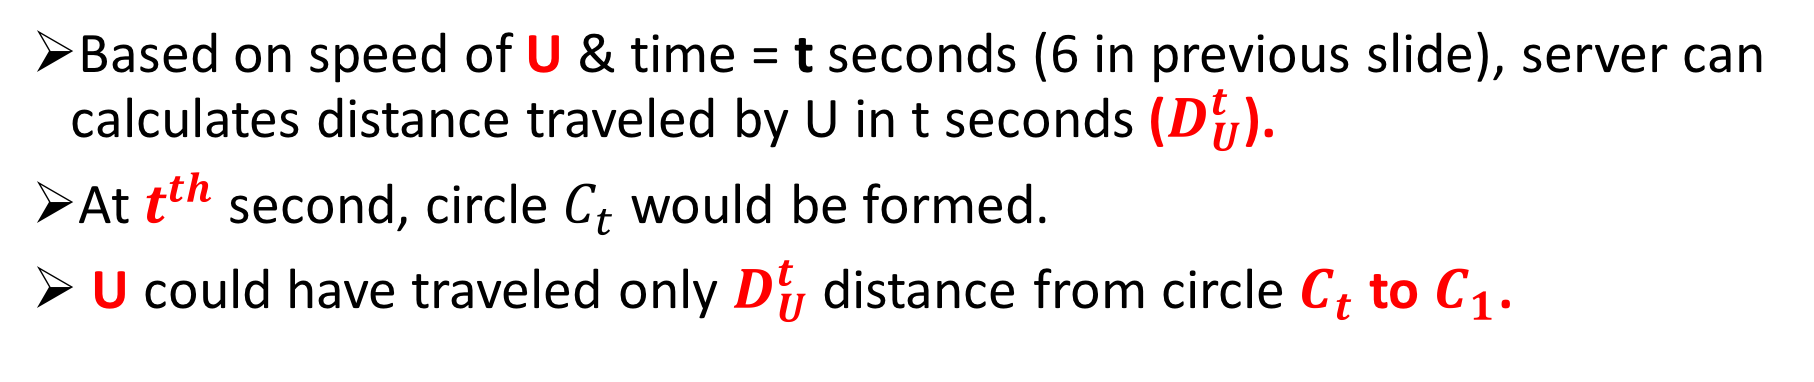 ➢Based on speed of U & time = t seconds (6 in previous slide), server can
calculates distance traveled by U in t seconds ($D_U^t$).
➢At $t^{th}$ second, circle $C_t$ would be formed.
➢ U could have traveled only $D_U^t$ distance from circle $C_t$ to $C_1$.